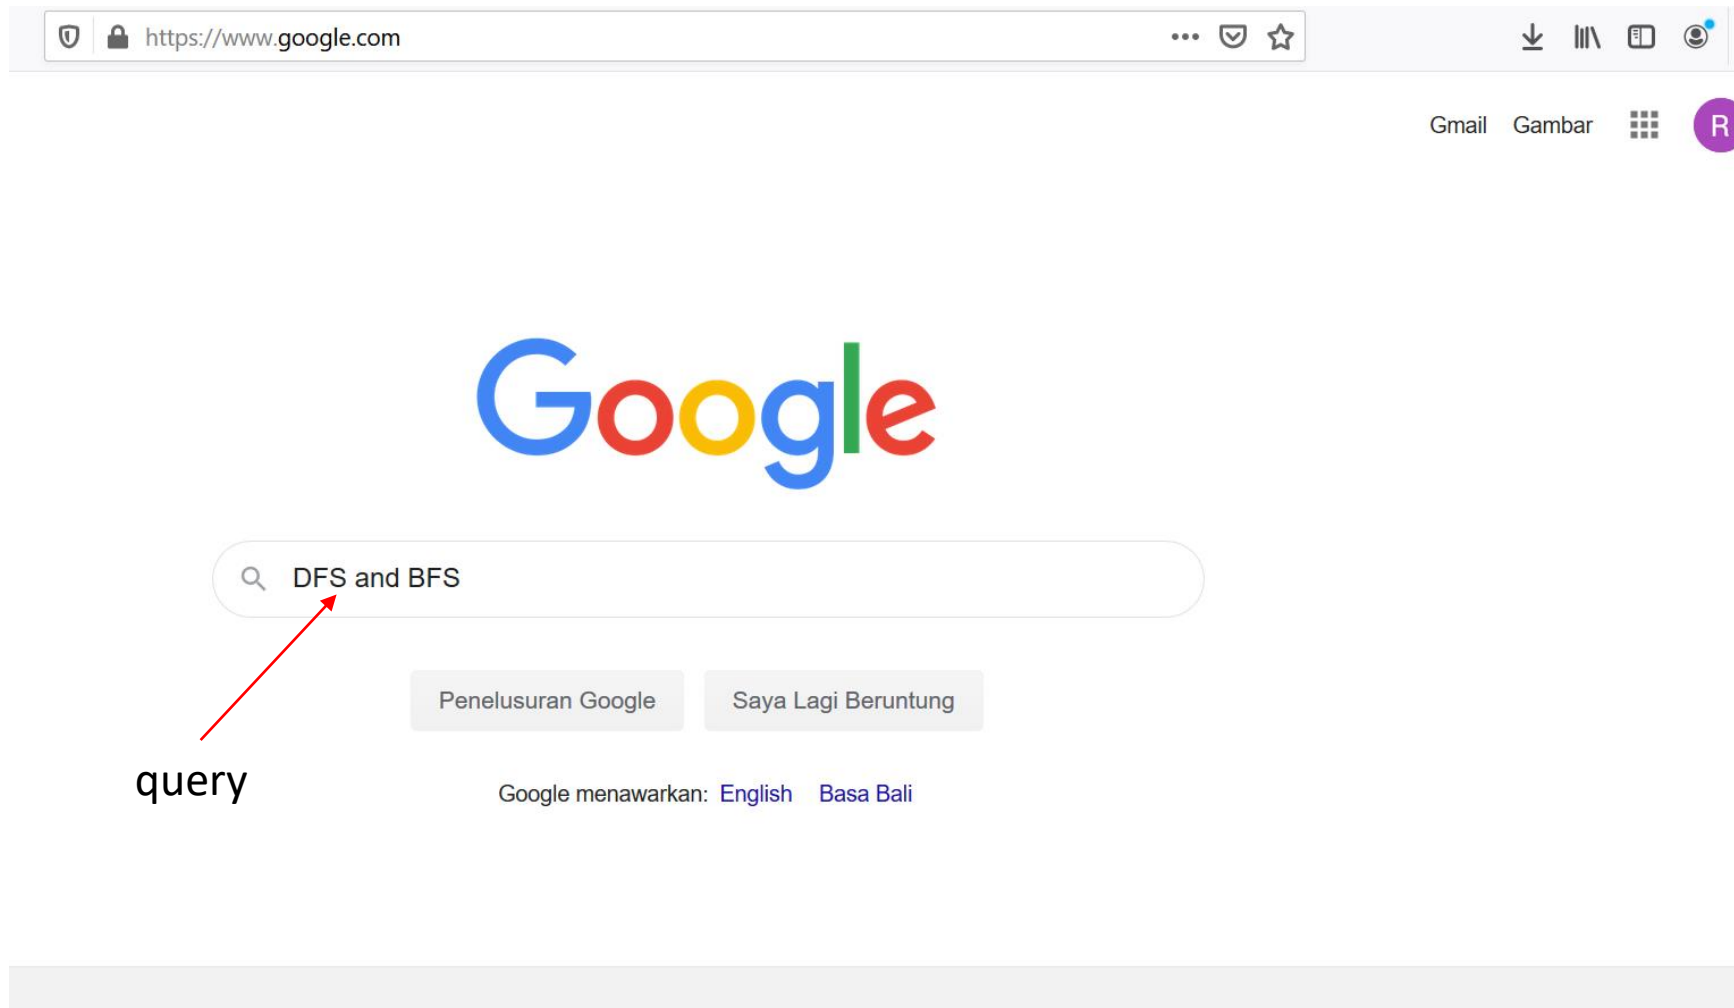 https://www.google.com
Gmail Gambar R
Google
DFS and BFS
Penelusuran Google Saya Lagi Beruntung
query
Google menawarkan: English Basa Bali